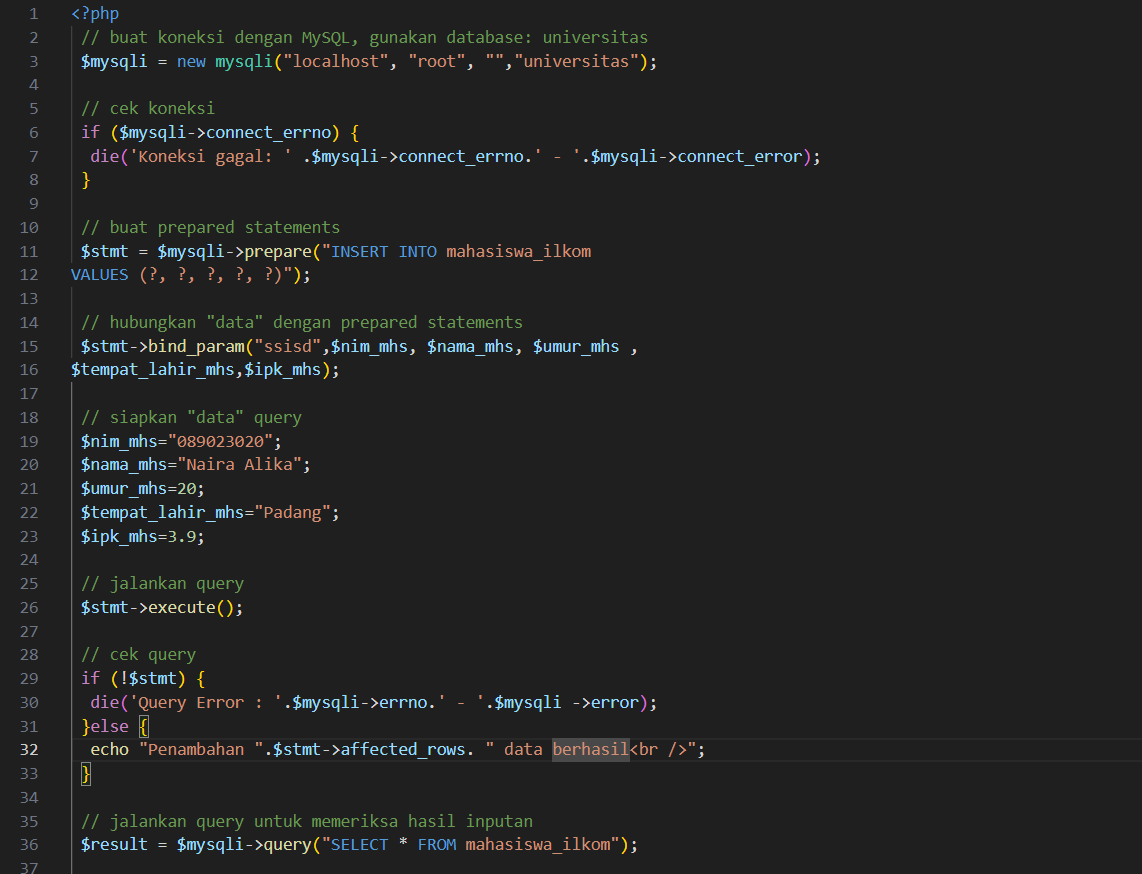 1 <?php
2 // buat koneksi dengan MySQL, gunakan database: universitas
3 $mysqli = new mysqli("localhost", "root", "","universitas");
4
5 // cek koneksi
6 if ($mysqli->connect_errno) {
7 die('Koneksi gagal: ' .$mysqli->connect_errno.' - '.$mysqli->connect_error);
8 }
9
10 // buat prepared statements
11 $stmt = $mysqli->prepare("INSERT INTO mahasiswa_ilkom
12 VALUES (?, ?, ?, ?, ?)");
13
14 // hubungkan "data" dengan prepared statements
15 $stmt->bind_param("ssisd",$nim_mhs, $nama_mhs, $umur_mhs ,
16 $tempat_lahir_mhs,$ipk_mhs);
17
18 // siapkan "data" query
19 $nim_mhs="089023020";
20 $nama_mhs="Naira Alika";
21 $umur_mhs=20;
22 $tempat_lahir_mhs="Padang";
23 $ipk_mhs=3.9;
24
25 // jalankan query
26 $stmt->execute();
27
28 // cek query
29 if (!$stmt) {
30 die('Query Error : '.$mysqli->errno.' - '.$mysqli ->error);
31 }else {
32 echo "Penambahan ".$stmt->affected_rows. " data berhasil<br />";
33 }
34
35 // jalankan query untuk memeriksa hasil inputan
36 $result = $mysqli->query("SELECT * FROM mahasiswa_ilkom");
37